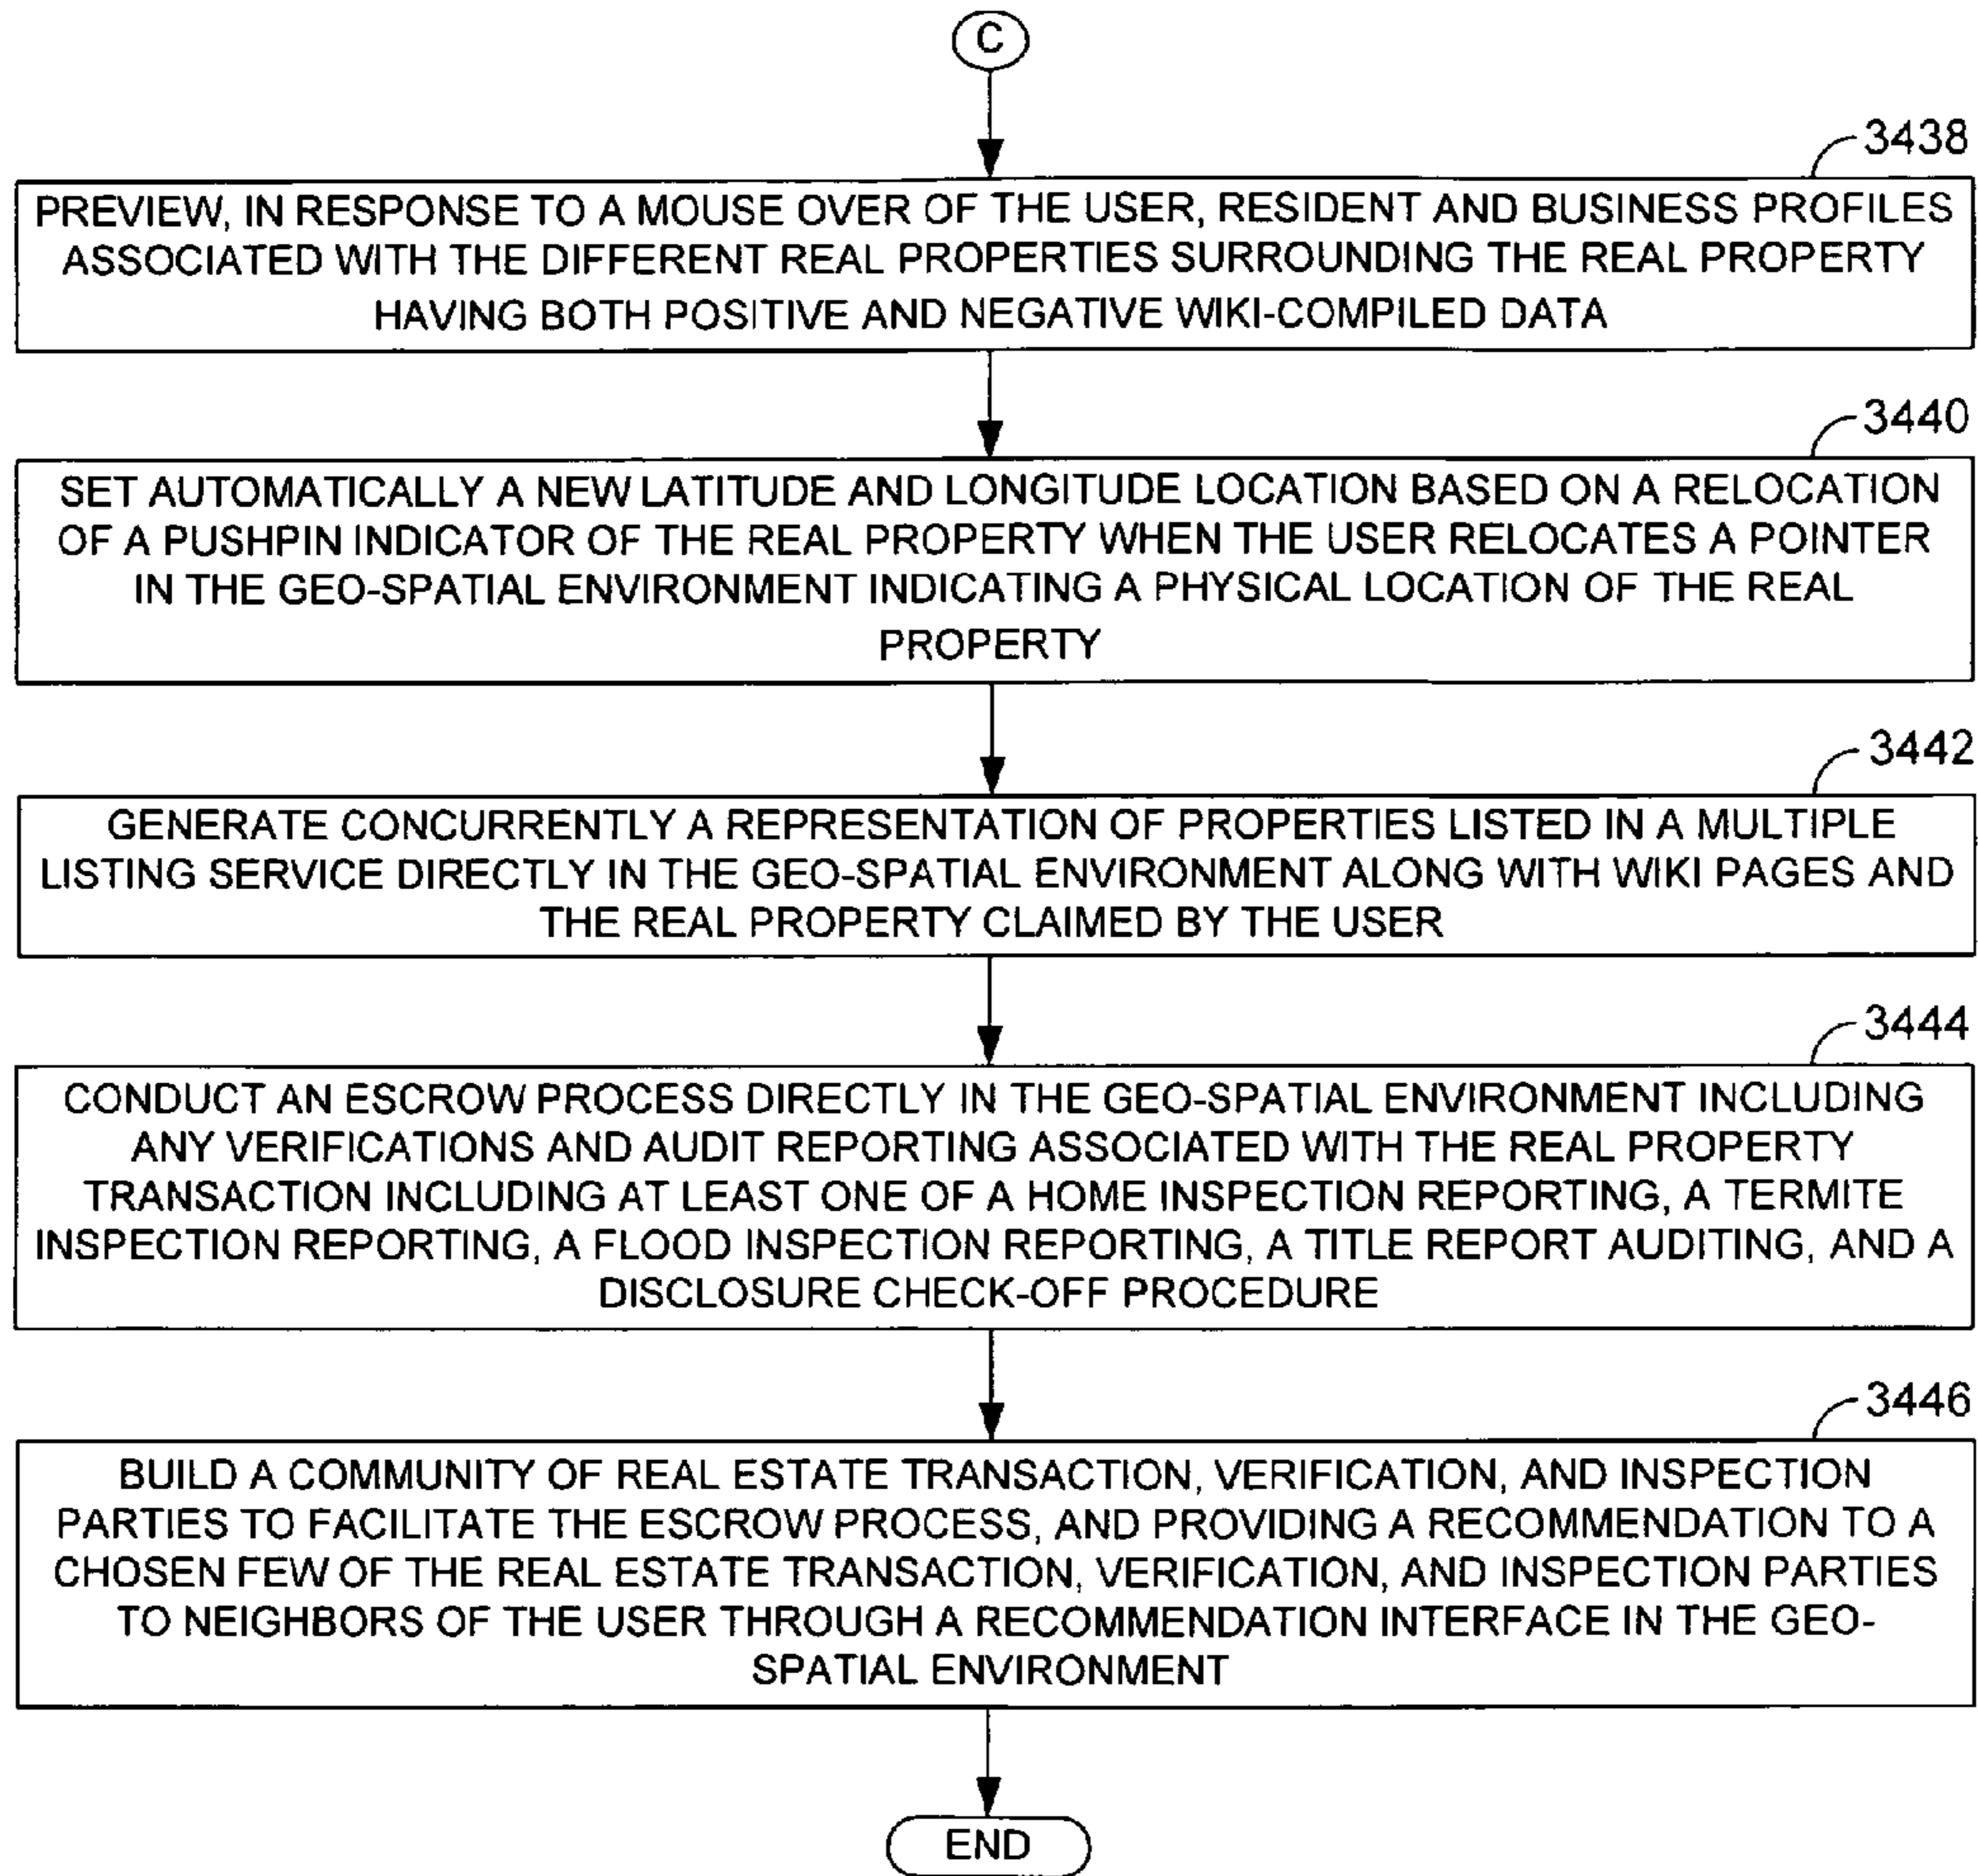 C
3438
PREVIEW, IN RESPONSE TO A MOUSE OVER OF THE USER, RESIDENT AND BUSINESS PROFILES
ASSOCIATED WITH THE DIFFERENT REAL PROPERTIES SURROUNDING THE REAL PROPERTY
HAVING BOTH POSITIVE AND NEGATIVE WIKI-COMPILED DATA
3440
SET AUTOMATICALLY A NEW LATITUDE AND LONGITUDE LOCATION BASED ON A RELOCATION
OF A PUSHPIN INDICATOR OF THE REAL PROPERTY WHEN THE USER RELOCATES A POINTER
IN THE GEO-SPATIAL ENVIRONMENT INDICATING A PHYSICAL LOCATION OF THE REAL
PROPERTY
3442
GENERATE CONCURRENTLY A REPRESENTATION OF PROPERTIES LISTED IN A MULTIPLE
LISTING SERVICE DIRECTLY IN THE GEO-SPATIAL ENVIRONMENT ALONG WITH WIKI PAGES AND
THE REAL PROPERTY CLAIMED BY THE USER
3444
CONDUCT AN ESCROW PROCESS DIRECTLY IN THE GEO-SPATIAL ENVIRONMENT INCLUDING
ANY VERIFICATIONS AND AUDIT REPORTING ASSOCIATED WITH THE REAL PROPERTY
TRANSACTION INCLUDING AT LEAST ONE OF A HOME INSPECTION REPORTING, A TERMITE
INSPECTION REPORTING, A FLOOD INSPECTION REPORTING, A TITLE REPORT AUDITING, AND A
DISCLOSURE CHECK-OFF PROCEDURE
3446
BUILD A COMMUNITY OF REAL ESTATE TRANSACTION, VERIFICATION, AND INSPECTION
PARTIES TO FACILITATE THE ESCROW PROCESS, AND PROVIDING A RECOMMENDATION TO A
CHOSEN FEW OF THE REAL ESTATE TRANSACTION, VERIFICATION, AND INSPECTION PARTIES
TO NEIGHBORS OF THE USER THROUGH A RECOMMENDATION INTERFACE IN THE GEO-
SPATIAL ENVIRONMENT
END